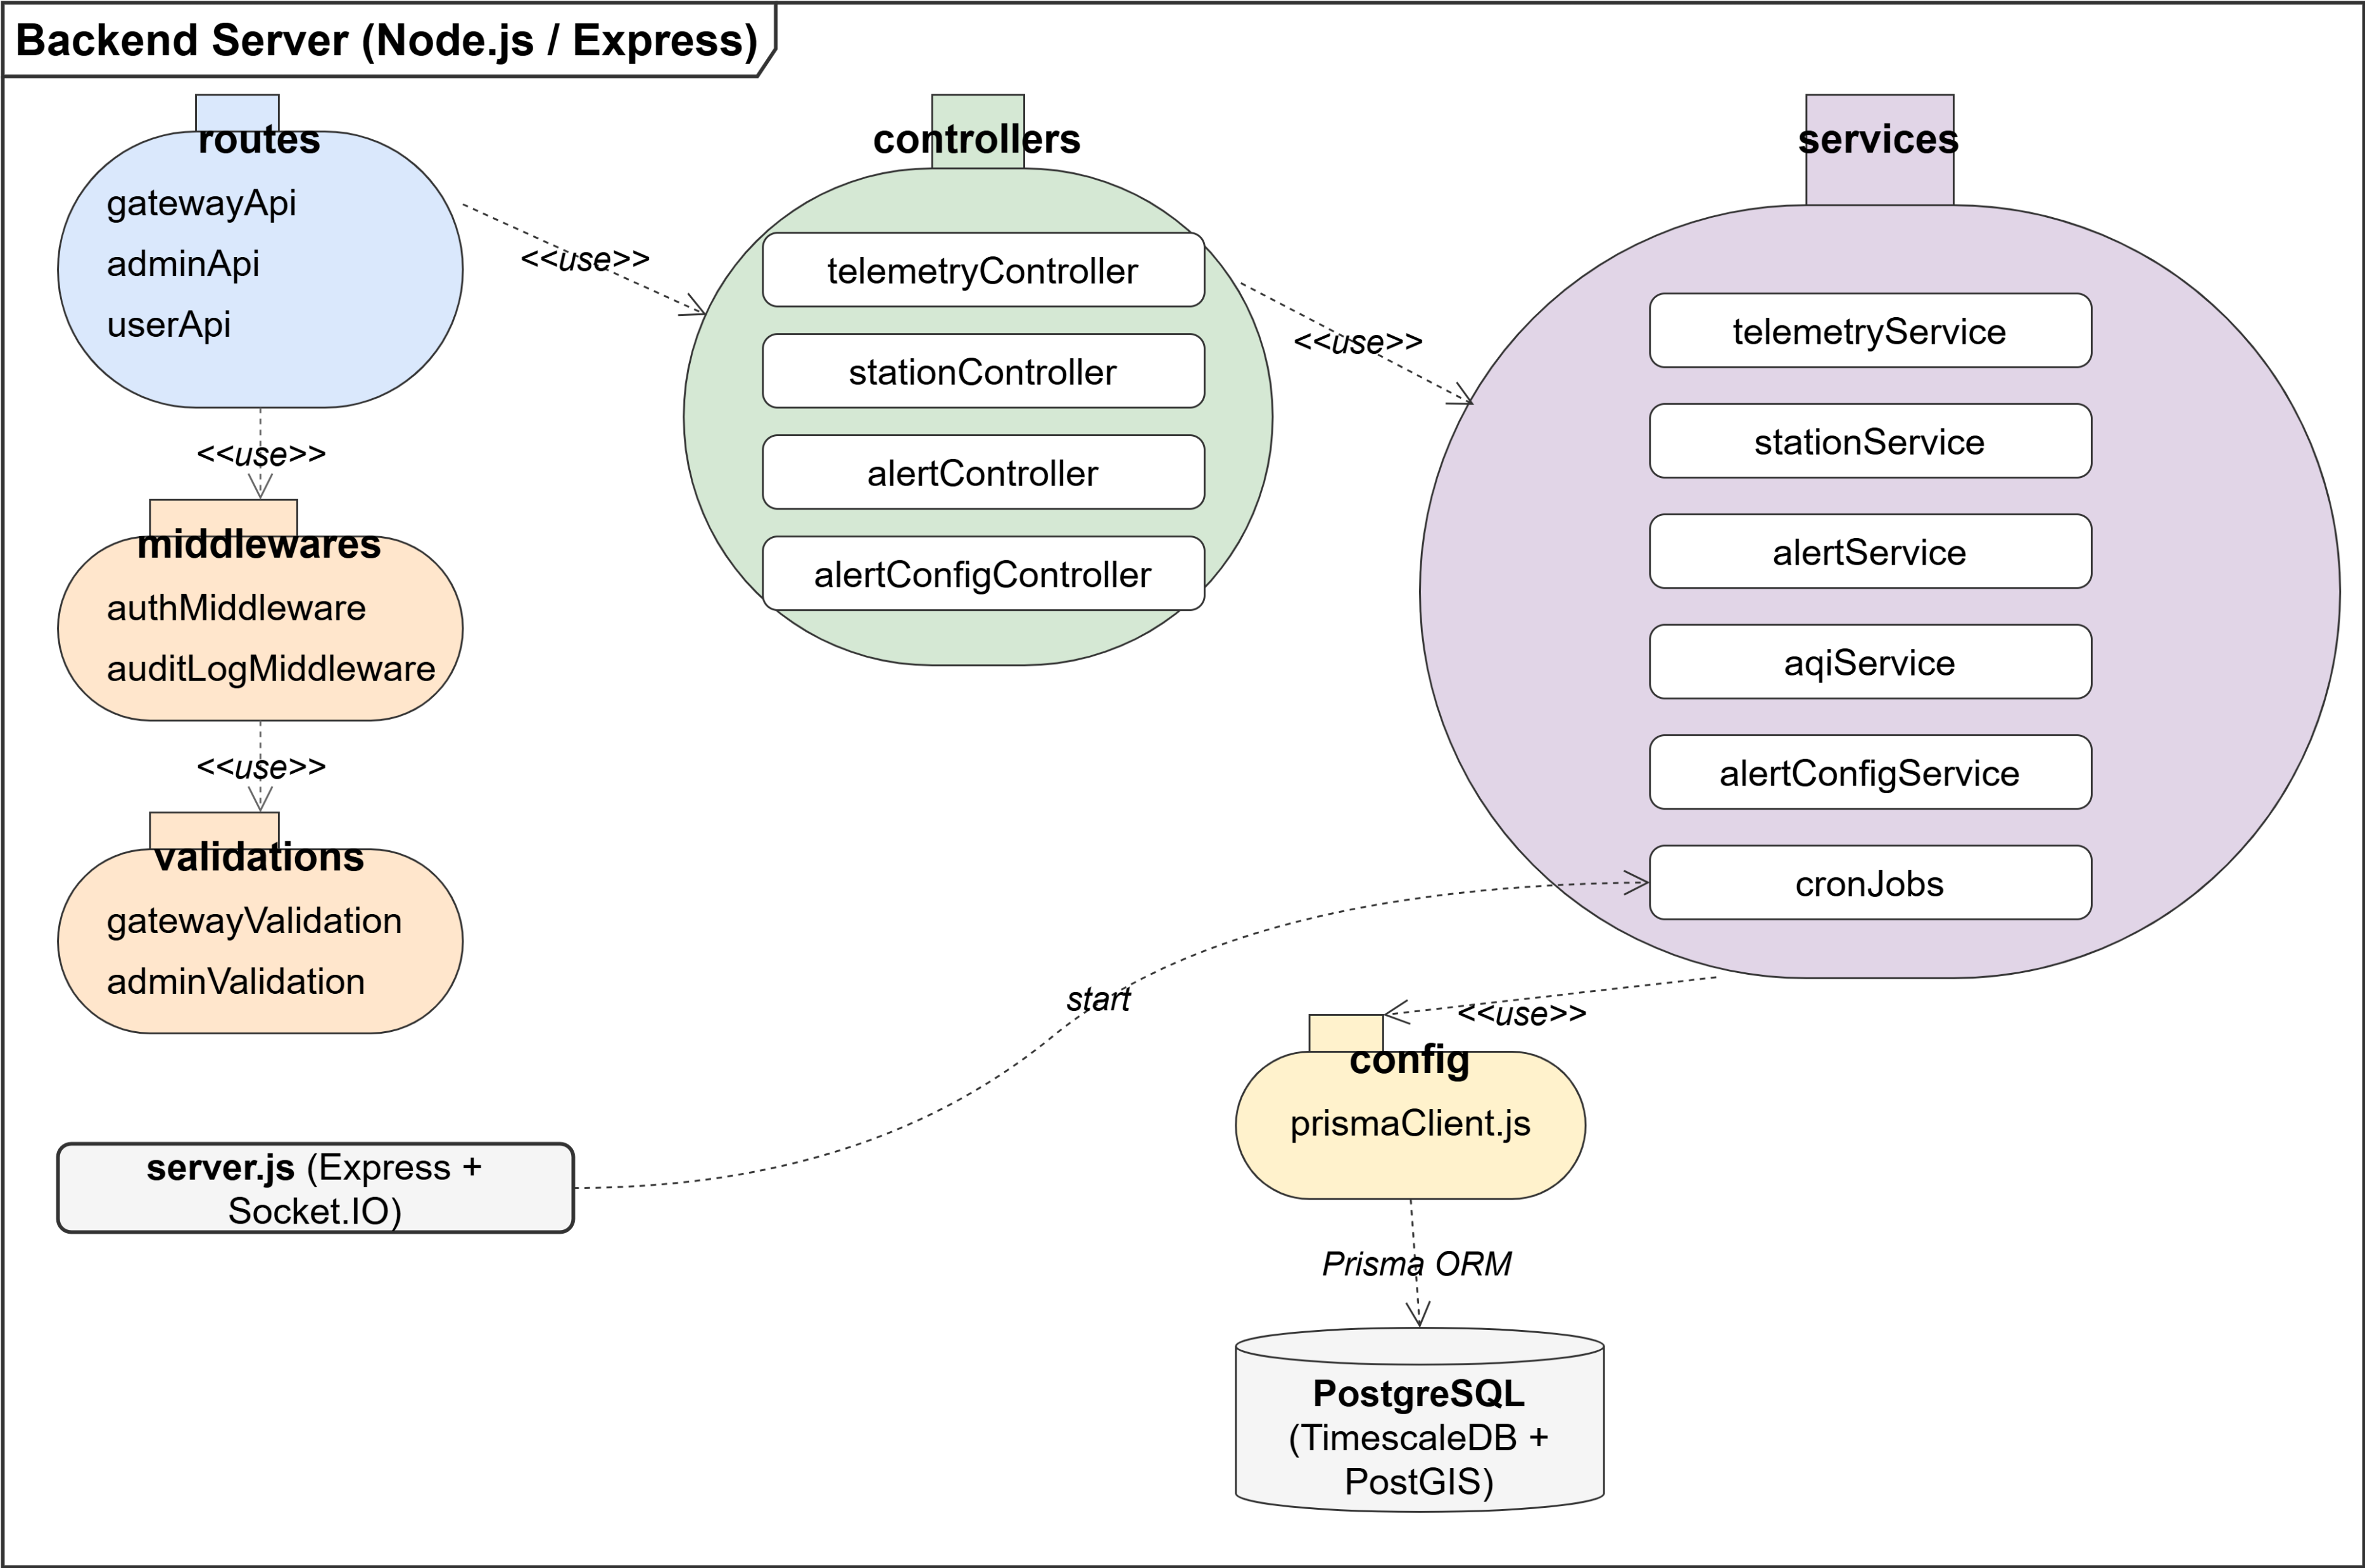 Backend Server (Node.js / Express)
routes
gatewayApi
adminApi
userApi
<<use>>
<<use>>
middlewares
authMiddleware
auditLogMiddleware
<<use>>
validations
gatewayValidation
adminValidation
controllers
telemetryController
stationController
alertController
alertConfigController
<<use>>
services
telemetryService
stationService
alertService
aqiService
alertConfigService
cronJobs
server.js (Express +
Socket.IO)
start
<<use>>
config
prismaClient.js
Prisma ORM
PostgreSQL
(TimescaleDB +
PostGIS)